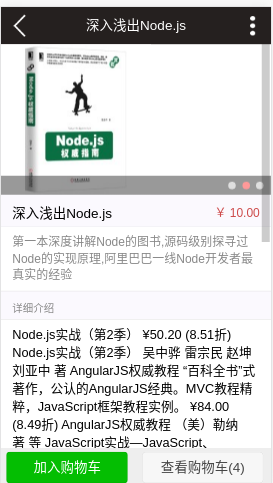 深入浅出Node.js
Node.js
权威指南
深入浅出Node.js
¥ 10.00
第一本深度讲解Node的图书,源码级别探寻过
Node的实现原理,阿里巴巴一线Node开发者最
真实的经验
详细介绍
Node.js实战（第2季） ¥50.20 (8.51折)
Node.js实战（第2季） 吴中骅 雷宗民 赵坤
刘亚中 著 AngularJS权威教程 “百科全书”式
著作，公认的AngularJS经典。MVC教程精
粹，JavaScript框架教程实例。 ¥84.00
(8.49折) AngularJS权威教程 （美）勒纳
著 等 JavaScript实战—JavaScript、
加入购物车
查看购物车(4)